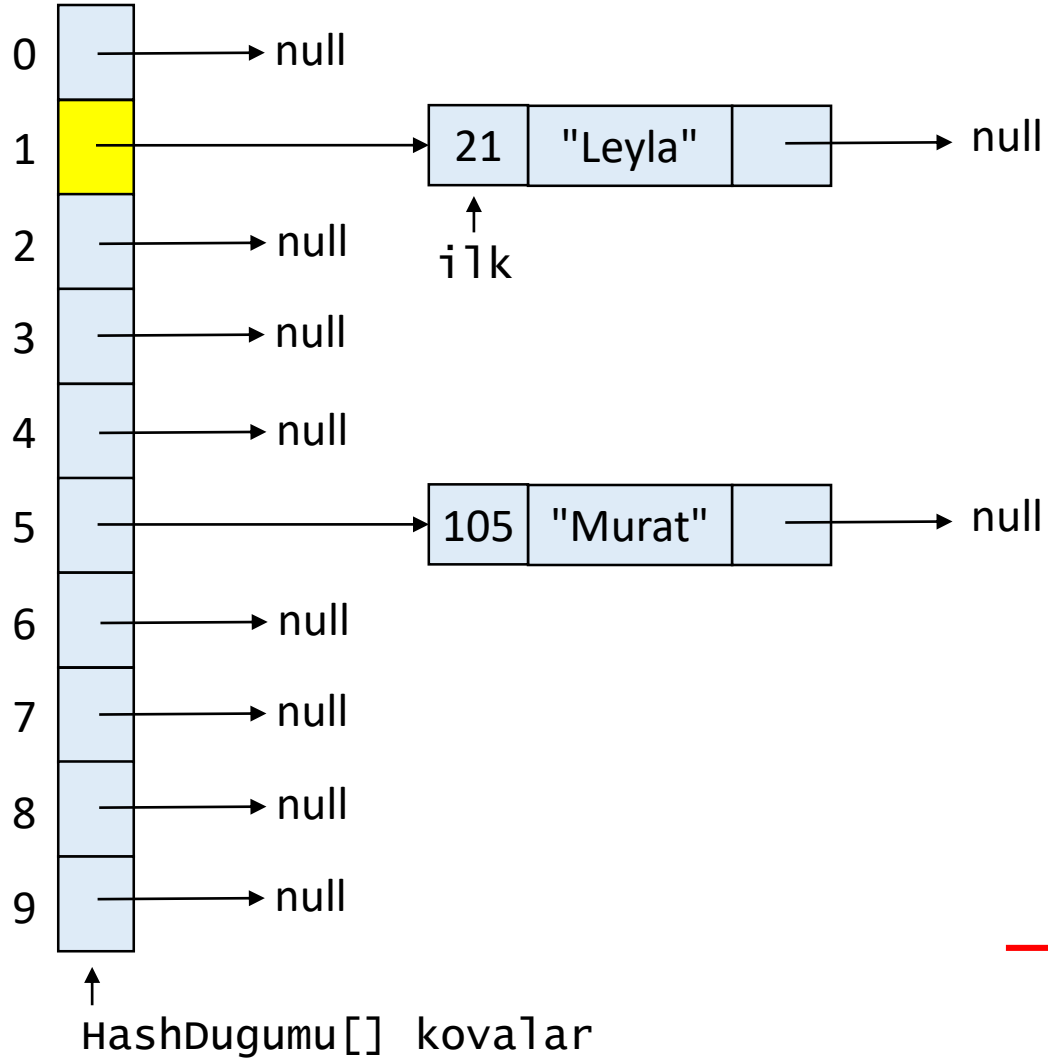 0 null
1 21 "Leyla" null
ilk
2 null
3 null
4 null
5 105 "Murat" null
6 null
7 null
8 null
9 null
HashDugumu[] kovalar